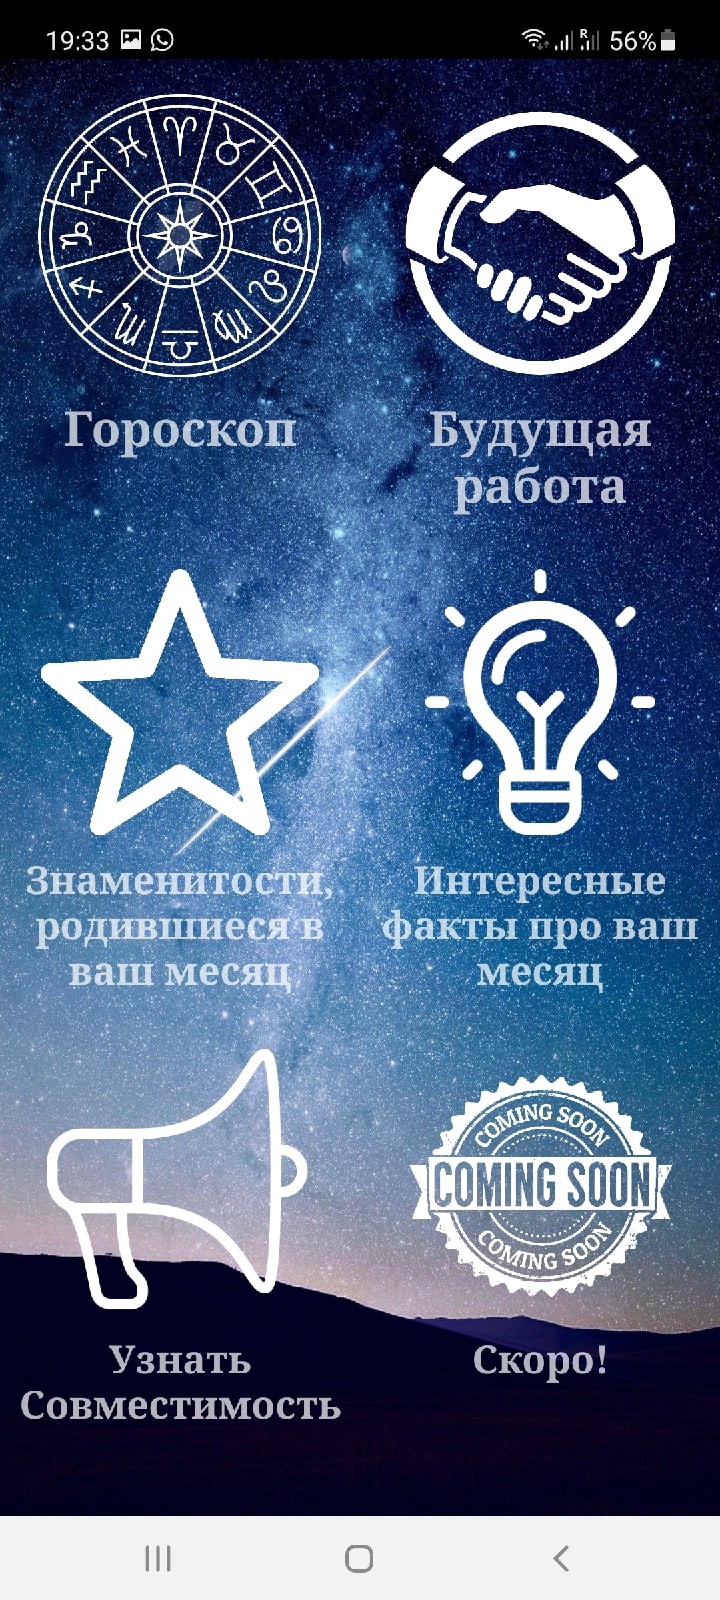 19:33
R
56%
Гороскоп
Будущая
работа
Знаменитости,
родившиеся в
ваш месяц
Интересные
факты про ваш
месяц
COMING SOON
COMING SOON
COMING SOON
Узнать
Совместимость
Скоро!